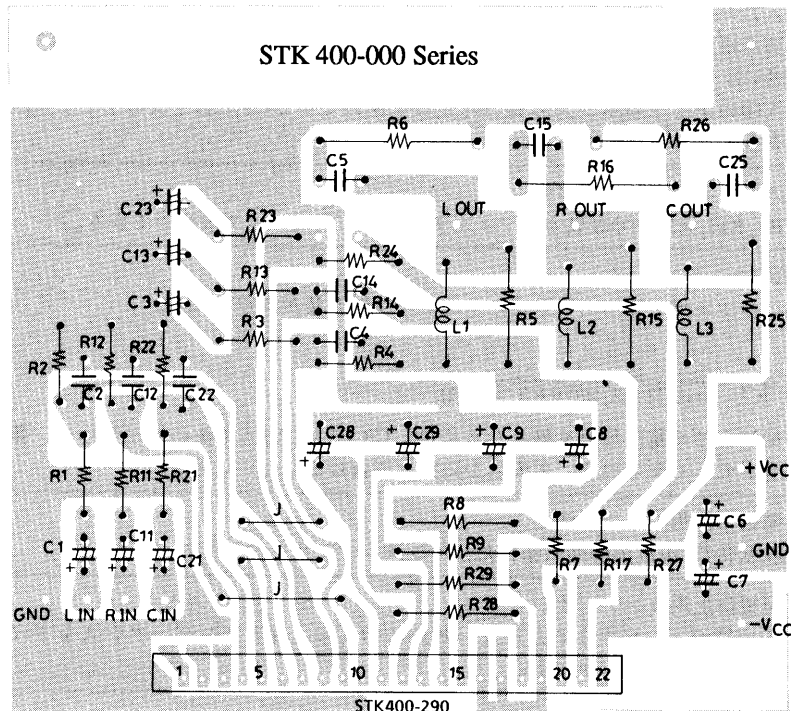 STK 400-000 Series
R6 C15 R26
C5 R16 C25
C23 R23 L OUT R OUT C OUT
C13 R13 R24
C14
C3 R3 R14 L1 R5 L2 R15 L3 R25
C4
R2 R12 R22 R4
C2 C12 C22
C28 C29 C9 C8
R1 R11 R21 + VCC
J R8 C6
C1 C11 C21 J R9 R7 R17 R27 GND
J R29 C7
GND L IN R IN C IN R28 -VCC
1 5 10 15 20 22
STK400-290